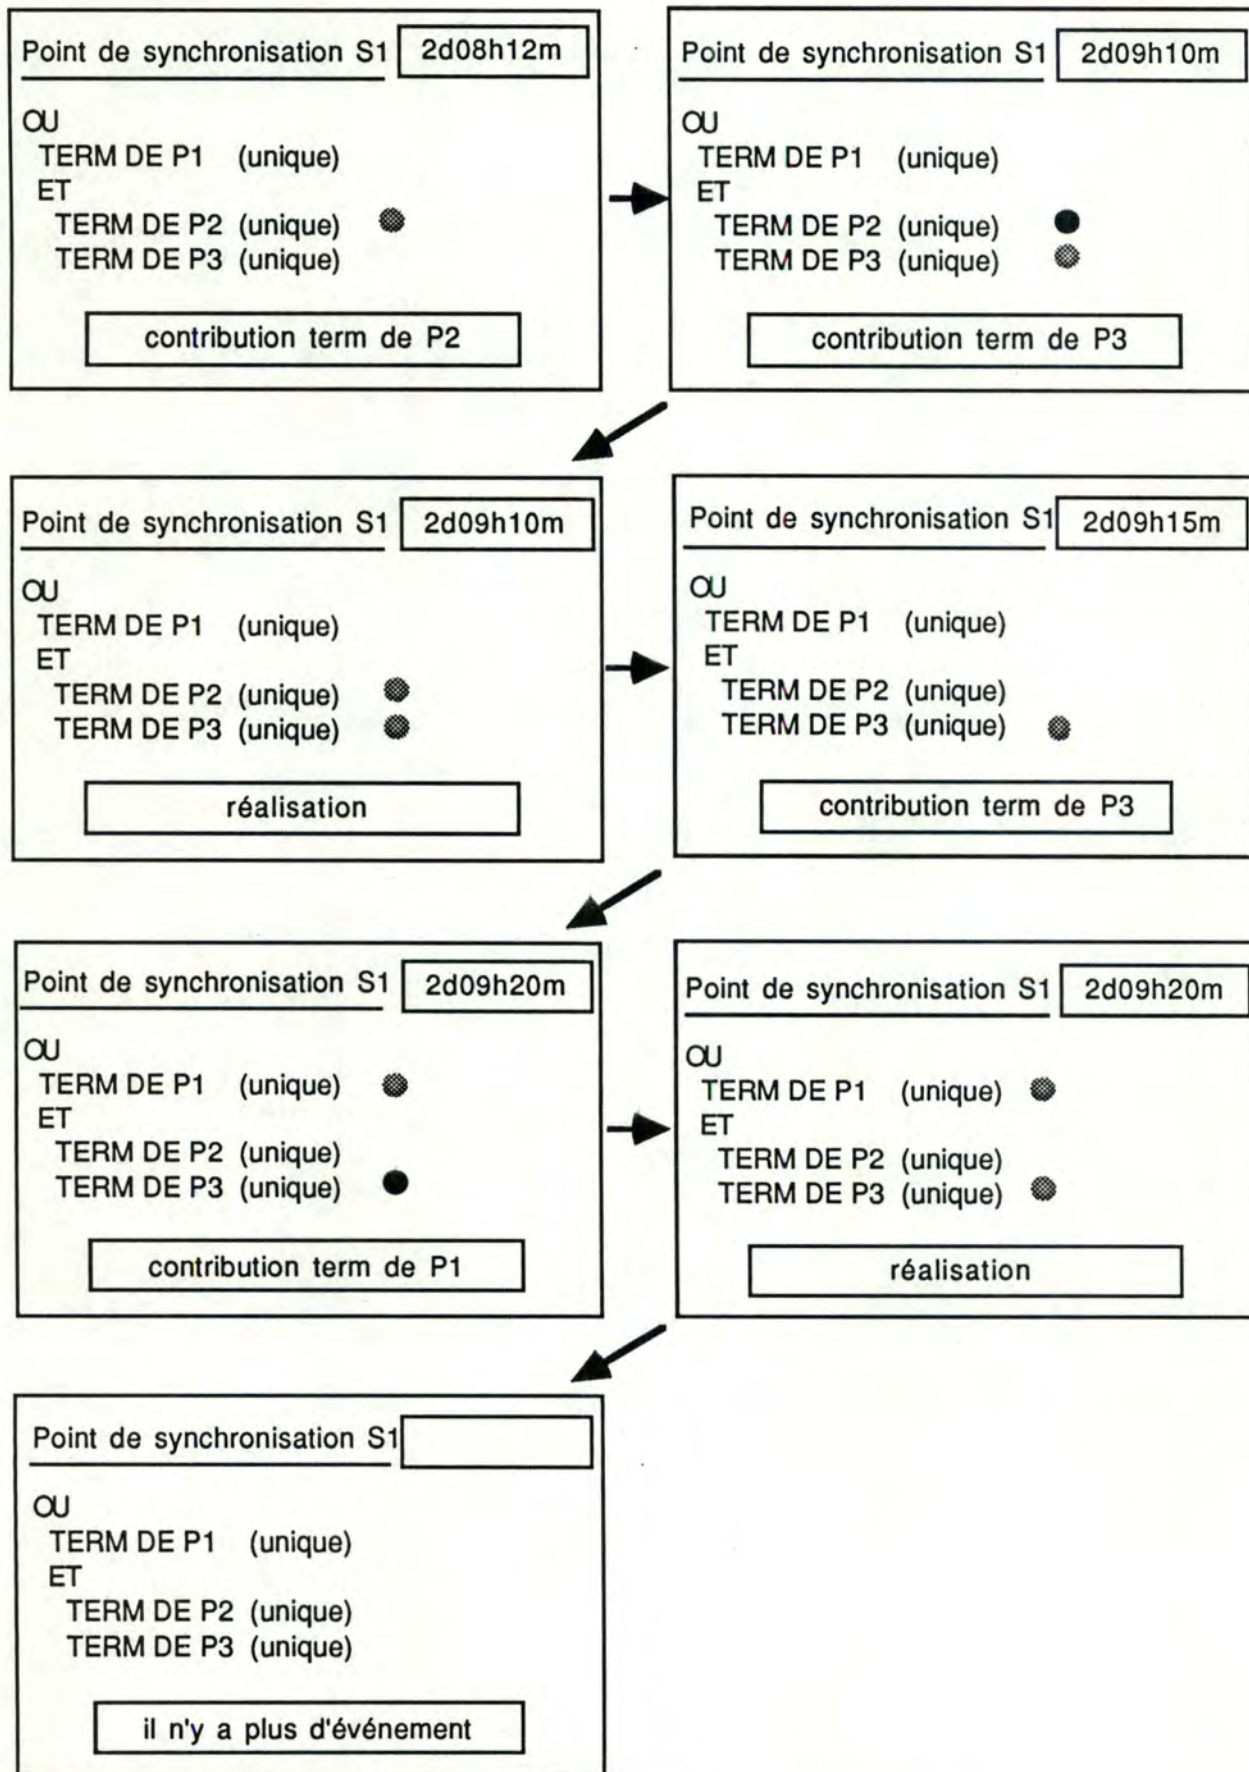 Point de synchronisation S1 2d08h12m
OU
TERM DE P1 (unique)
ET
TERM DE P2 (unique)
TERM DE P3 (unique)
contribution term de P2
Point de synchronisation S1 2d09h10m
OU
TERM DE P1 (unique)
ET
TERM DE P2 (unique)
TERM DE P3 (unique)
contribution term de P3
Point de synchronisation S1 2d09h10m
OU
TERM DE P1 (unique)
ET
TERM DE P2 (unique)
TERM DE P3 (unique)
réalisation
Point de synchronisation S1 2d09h15m
OU
TERM DE P1 (unique)
ET
TERM DE P2 (unique)
TERM DE P3 (unique)
contribution term de P3
Point de synchronisation S1 2d09h20m
OU
TERM DE P1 (unique)
ET
TERM DE P2 (unique)
TERM DE P3 (unique)
contribution term de P1
Point de synchronisation S1 2d09h20m
OU
TERM DE P1 (unique)
ET
TERM DE P2 (unique)
TERM DE P3 (unique)
réalisation
Point de synchronisation S1
OU
TERM DE P1 (unique)
ET
TERM DE P2 (unique)
TERM DE P3 (unique)
il n'y a plus d'événement